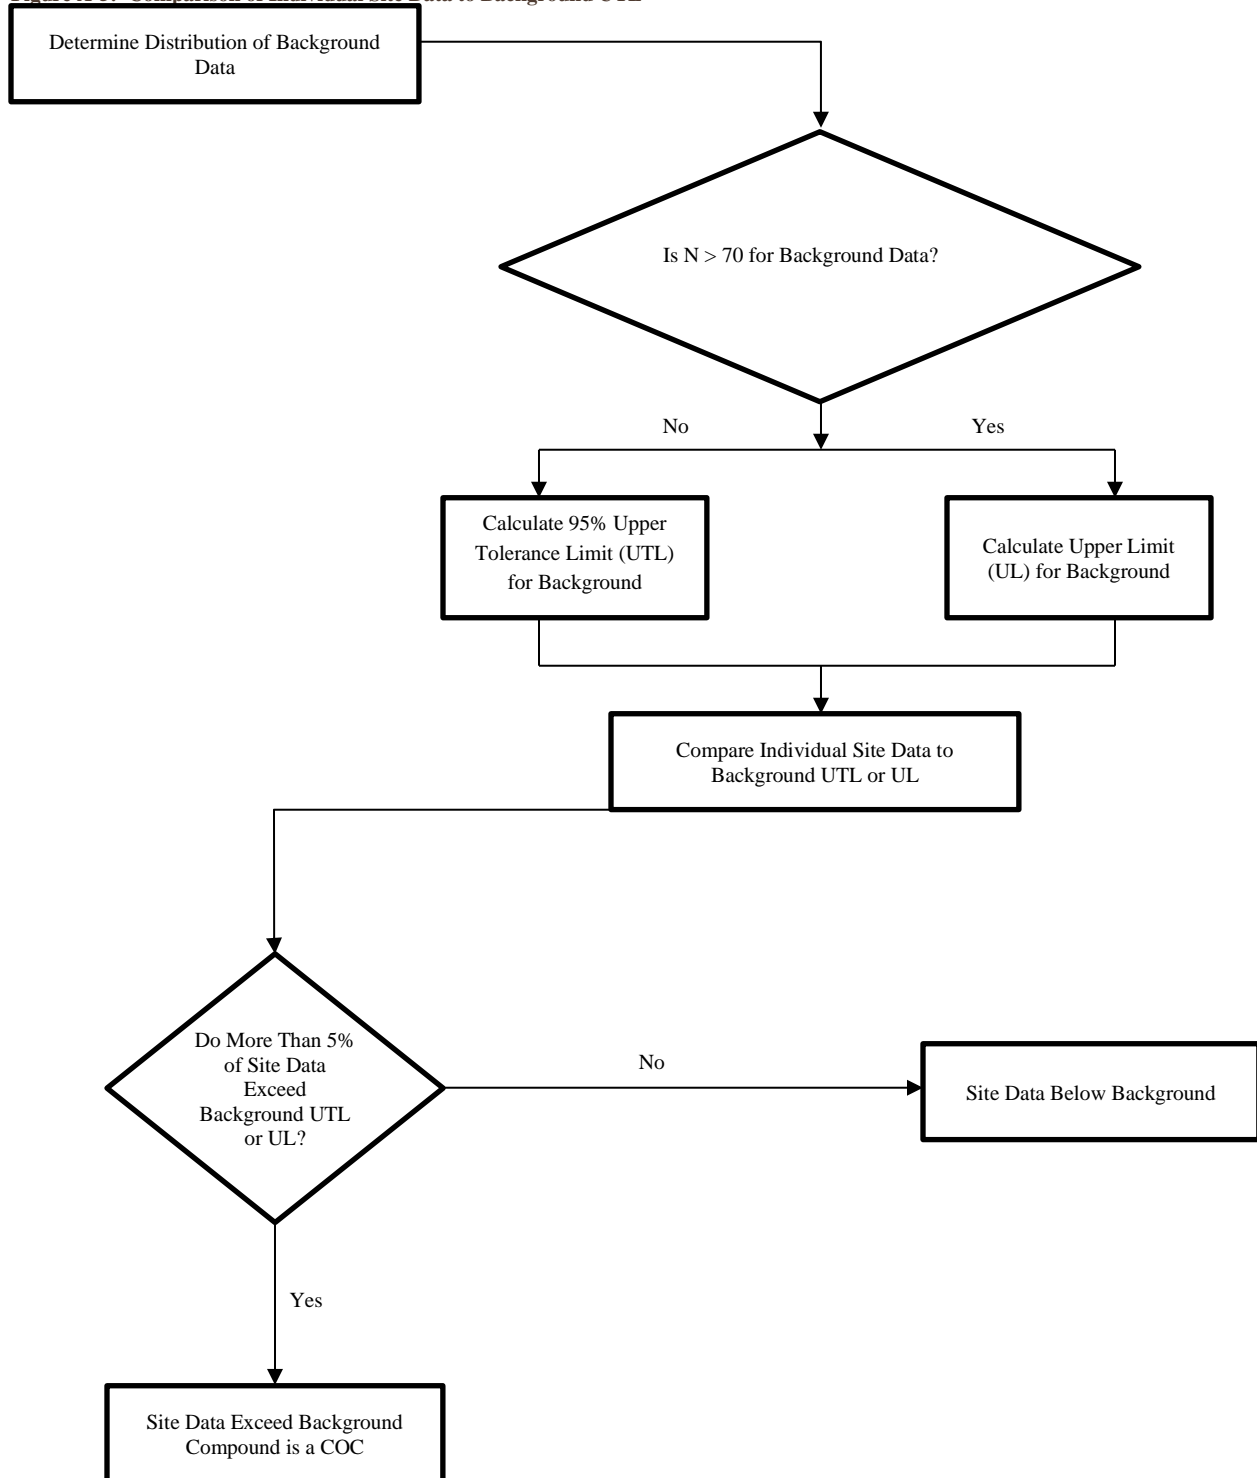 Determine Distribution of Background
Data
Is N > 70 for Background Data?
No
Yes
Calculate 95% Upper
Tolerance Limit (UTL)
for Background
Calculate Upper Limit
(UL) for Background
Compare Individual Site Data to
Background UTL or UL
Do More Than 5%
of Site Data
Exceed
Background UTL
or UL?
No
Site Data Below Background
Yes
Site Data Exceed Background
Compound is a COC